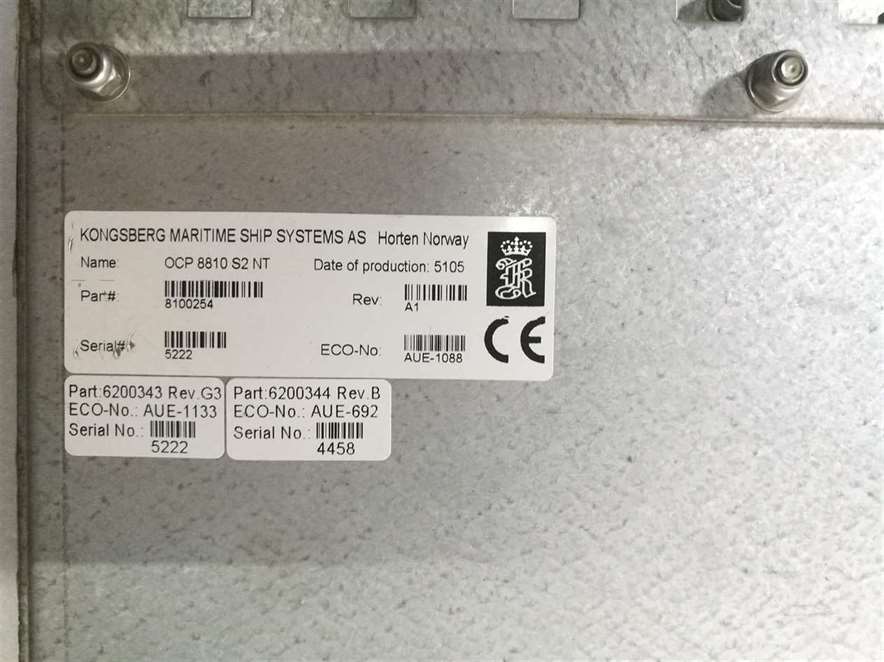 KONGSBERG MARITIME SHIP SYSTEMS AS Horten Norway
Name: OCP 8810 S2 NT Date of production: 5105
Part#: 8100254 Rev: A1
Serial#: 5222 ECO-No: AUE-1088
CE
Part:6200343 Rev.G3
ECO-No.: AUE-1133
Serial No.:
5222
Part:6200344 Rev.B
ECO-No.: AUE-692
Serial No.:
4458